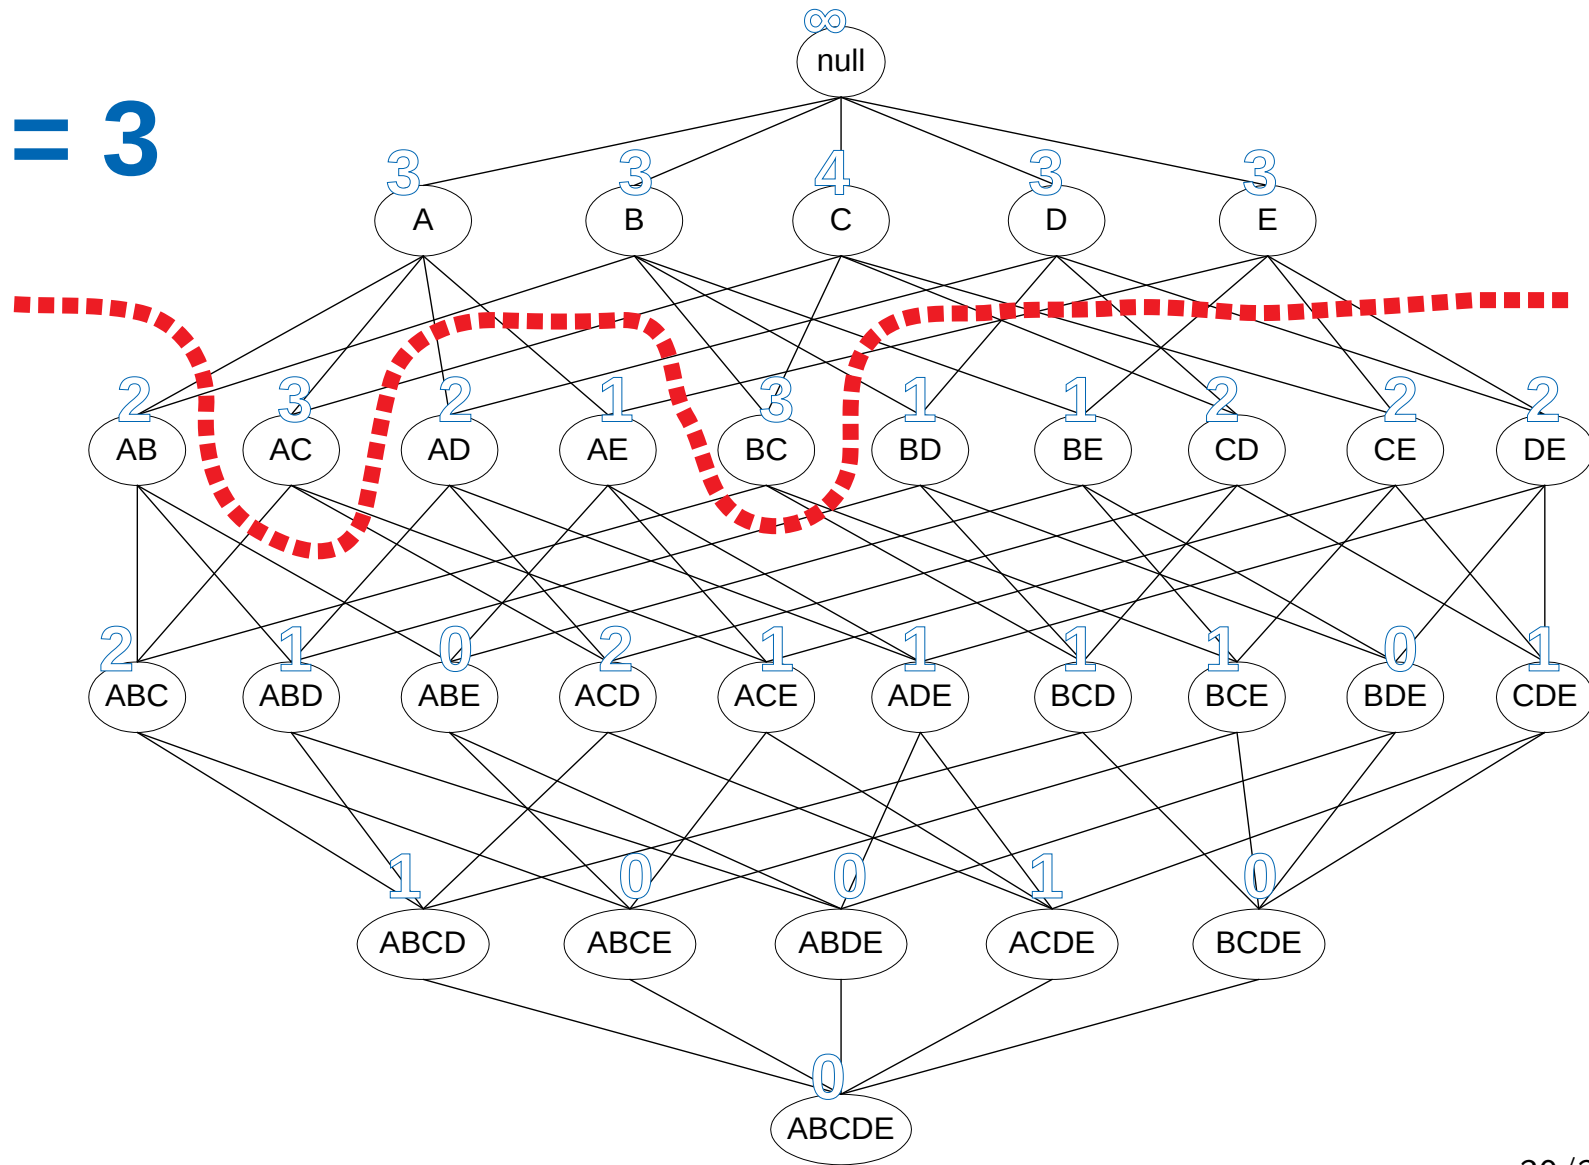 ∞
null
= 3
3 3 4 3 3
A B C D E
2 3 2 1 3 1 1 2 2 2
AB AC AD AE BC BD BE CD CE DE
2 1 0 2 1 1 1 1 0 1
ABC ABD ABE ACD ACE ADE BCD BCE BDE CDE
1 0 0 1 0
ABCD ABCE ABDE ACDE BCDE
0
ABCDE